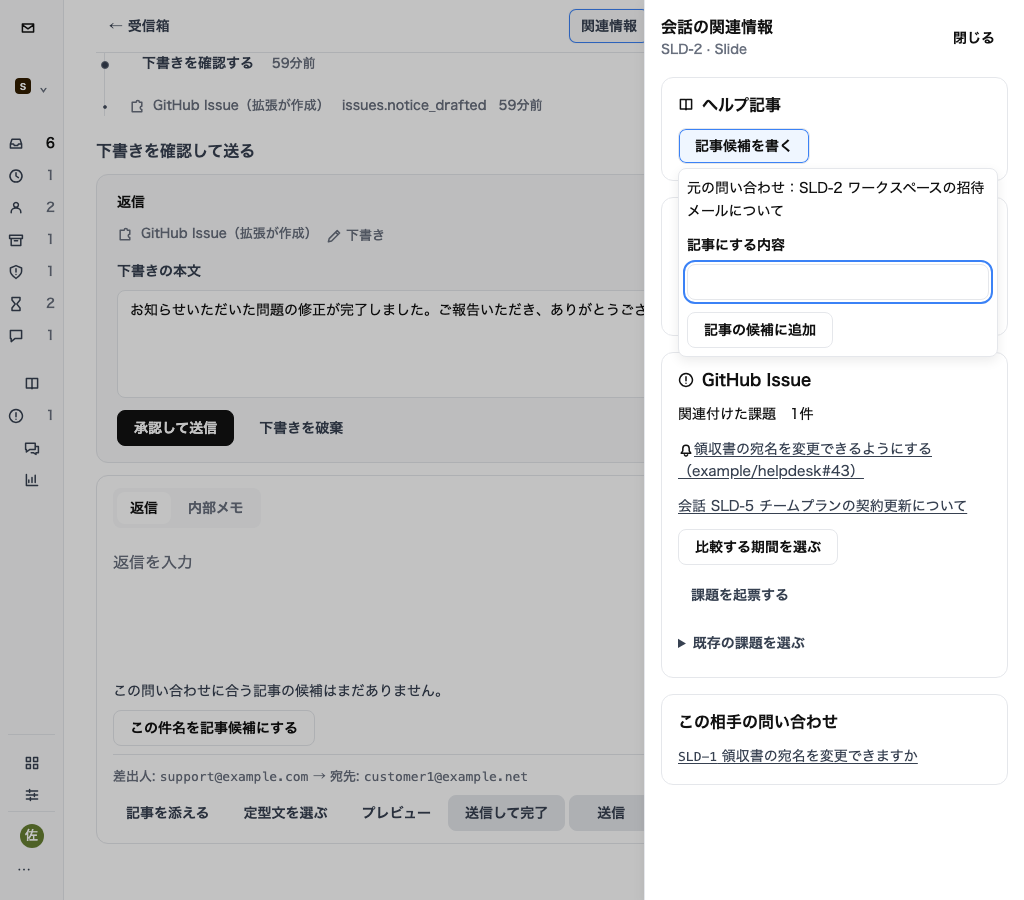 S
6
1
2
1
1
2
1
1
佐
…
← 受信箱
関連情報
下書きを確認する 59分前
GitHub Issue（拡張が作成） issues.notice_drafted 59分前
下書きを確認して送る
返信
GitHub Issue（拡張が作成） 下書き
下書きの本文
お知らせいただいた問題の修正が完了しました。ご報告いただき、ありがとうござ
承認して送信 下書きを破棄
返信 内部メモ
返信を入力
この問い合わせに合う記事の候補はまだありません。
この件名を記事候補にする
差出人: support@example.com → 宛先: customer1@example.net
記事を添える 定型文を選ぶ プレビュー 送信して完了 送信
会話の関連情報
SLD-2 · Slide
閉じる
ヘルプ記事
記事候補を書く
元の問い合わせ：SLD-2 ワークスペースの招待
メールについて
記事にする内容
記事の候補に追加
GitHub Issue
関連付けた課題 1件
領収書の宛名を変更できるようにする
（example/helpdesk#43）
会話 SLD-5 チームプランの契約更新について
比較する期間を選ぶ
課題を起票する
▶ 既存の課題を選ぶ
この相手の問い合わせ
SLD-1 領収書の宛名を変更できますか